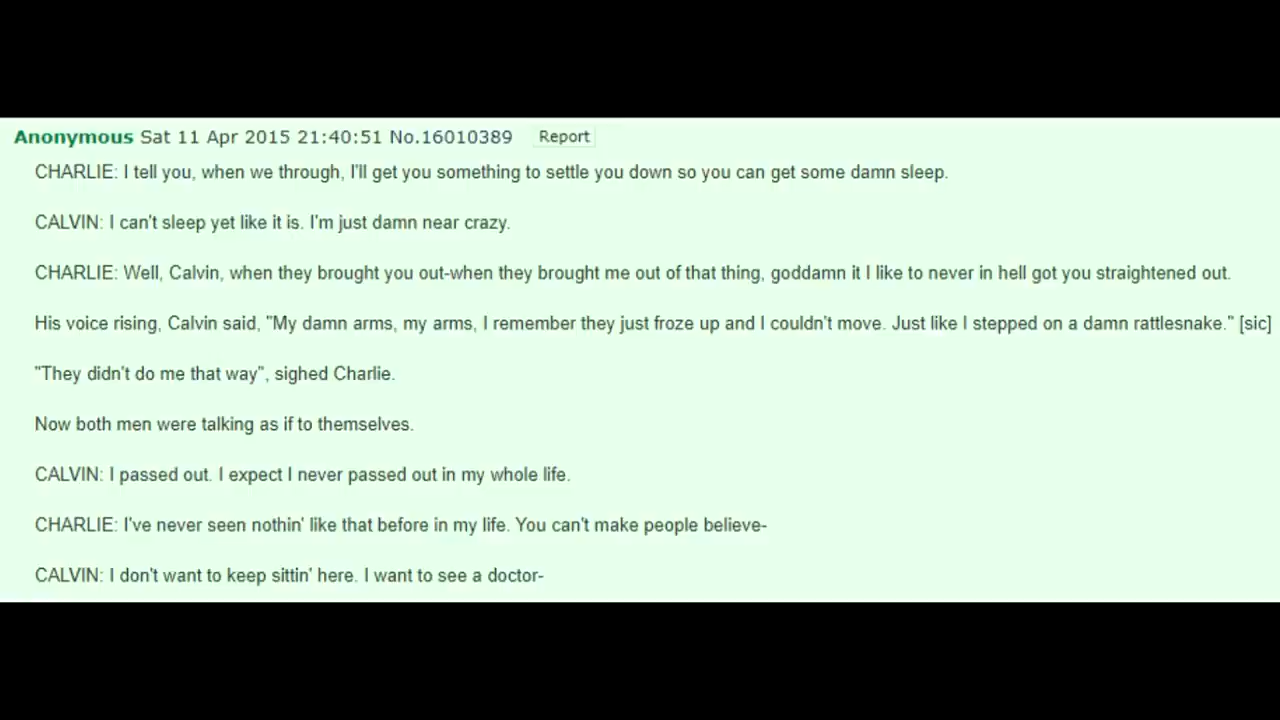 Anonymous Sat 11 Apr 2015 21:40:51 No.16010389 Report
CHARLIE: I tell you, when we through, I'll get you something to settle you down so you can get some damn sleep.
CALVIN: I can't sleep yet like it is. I'm just damn near crazy.
CHARLIE: Well, Calvin, when they brought you out-when they brought me out of that thing, goddamn it I like to never in hell got you straightened out.
His voice rising, Calvin said, "My damn arms, my arms, I remember they just froze up and I couldn't move. Just like I stepped on a damn rattlesnake." [sic]
"They didn't do me that way", sighed Charlie.
Now both men were talking as if to themselves.
CALVIN: I passed out. I expect I never passed out in my whole life.
CHARLIE: I've never seen nothin' like that before in my life. You can't make people believe-
CALVIN: I don't want to keep sittin' here. I want to see a doctor-